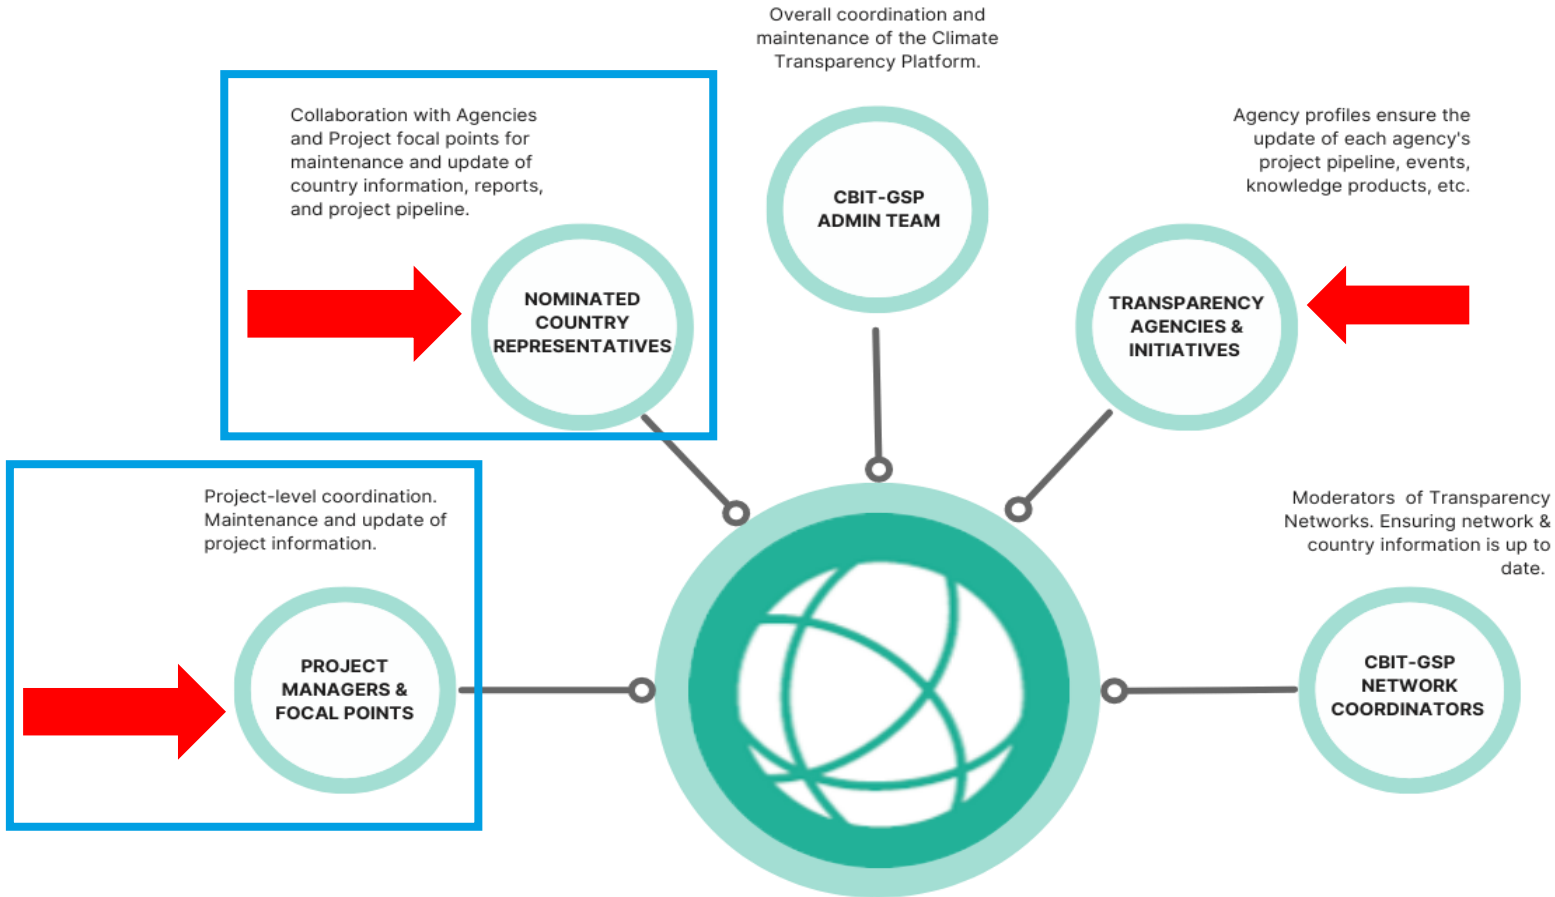 Overall coordination and
maintenance of the Climate
Transparency Platform.
CBIT-GSP
ADMIN TEAM
Collaboration with Agencies
and Project focal points for
maintenance and update of
country information, reports,
and project pipeline.
NOMINATED
COUNTRY
REPRESENTATIVES
Agency profiles ensure the
update of each agency's
project pipeline, events,
knowledge products, etc.
TRANSPARENCY
AGENCIES &
INITIATIVES
Project-level coordination.
Maintenance and update of
project information.
PROJECT
MANAGERS &
FOCAL POINTS
Moderators of Transparency
Networks. Ensuring network &
country information is up to
date.
CBIT-GSP
NETWORK
COORDINATORS